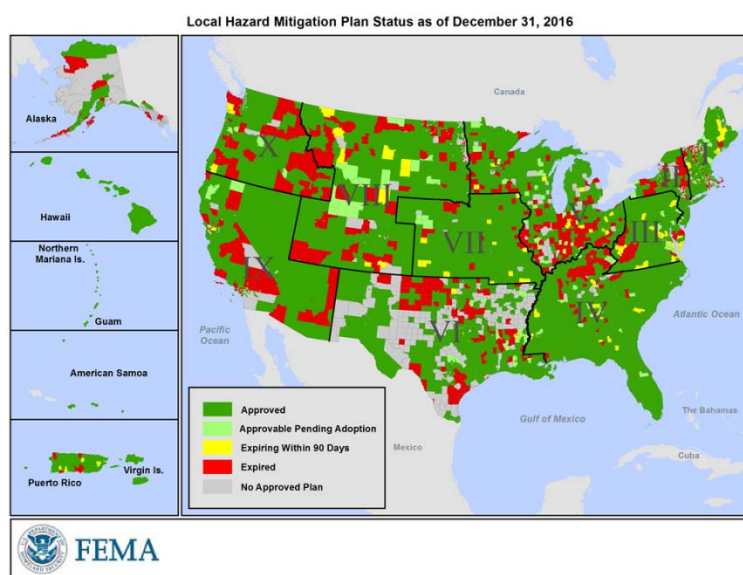 Local Hazard Mitigation Plan Status as of December 31, 2016
Alaska
Hawaii
Northern
Mariana Is.
Guam
American Samoa
Puerto Rico
Virgin Is.
Canada
X
VIII
IX
VII
VI
V
IV
III
II
I
Pacific
Ocean
Atlantic Ocean
Gulf of Mexico
Mexico
The Bahamas
Cuba
Approved
Approvable Pending Adoption
Expiring Within 90 Days
Expired
No Approved Plan
FEMA